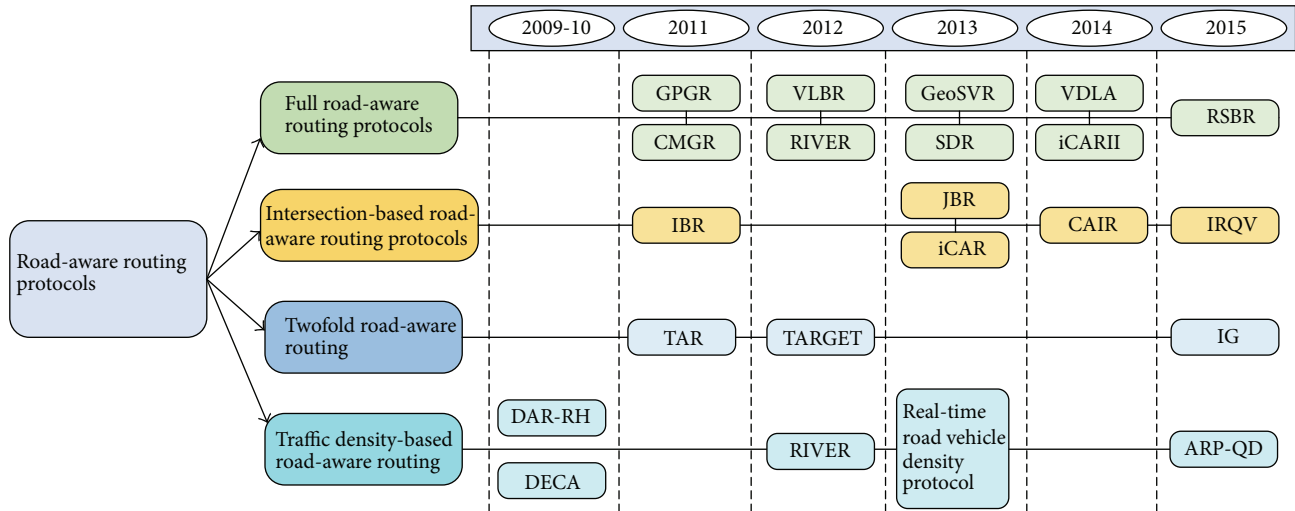 2009-10
2011
2012
2013
2014
2015
Full road-aware
routing protocols
GPGR
VLBR
GeoSVR
VDLA
CMGR
RIVER
SDR
iCARII
RSBR
Intersection-based road-
aware routing protocols
IBR
JBR
iCAR
CAIR
IRQV
Road-aware routing
protocols
Twofold road-aware
routing
TAR
TARGET
IG
Traffic density-based
road-aware routing
DAR-RH
DECA
RIVER
Real-time
road vehicle
density
protocol
ARP-QD